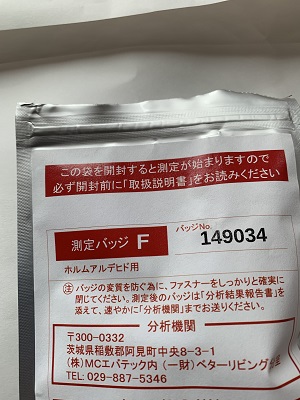 この袋を開封すると測定が始まりますので
必ず開封前に「取扱説明書」をお読みください
測定バッジ F
バッジNo.
149034
ホルムアルデヒド用
注 バッジの変質を防ぐ為に、ファスナーをしっかりと確実に
閉じてください。測定後のバッジは「分析結果報告書」を
添えて、速やかに“分析機関”までお送りください。
分析機関
〒300-0332
茨城県稲敷郡阿見町中央8-3-1
(株)MCエバテック内 (一財)ベターリビング
TEL: 029-887-5346